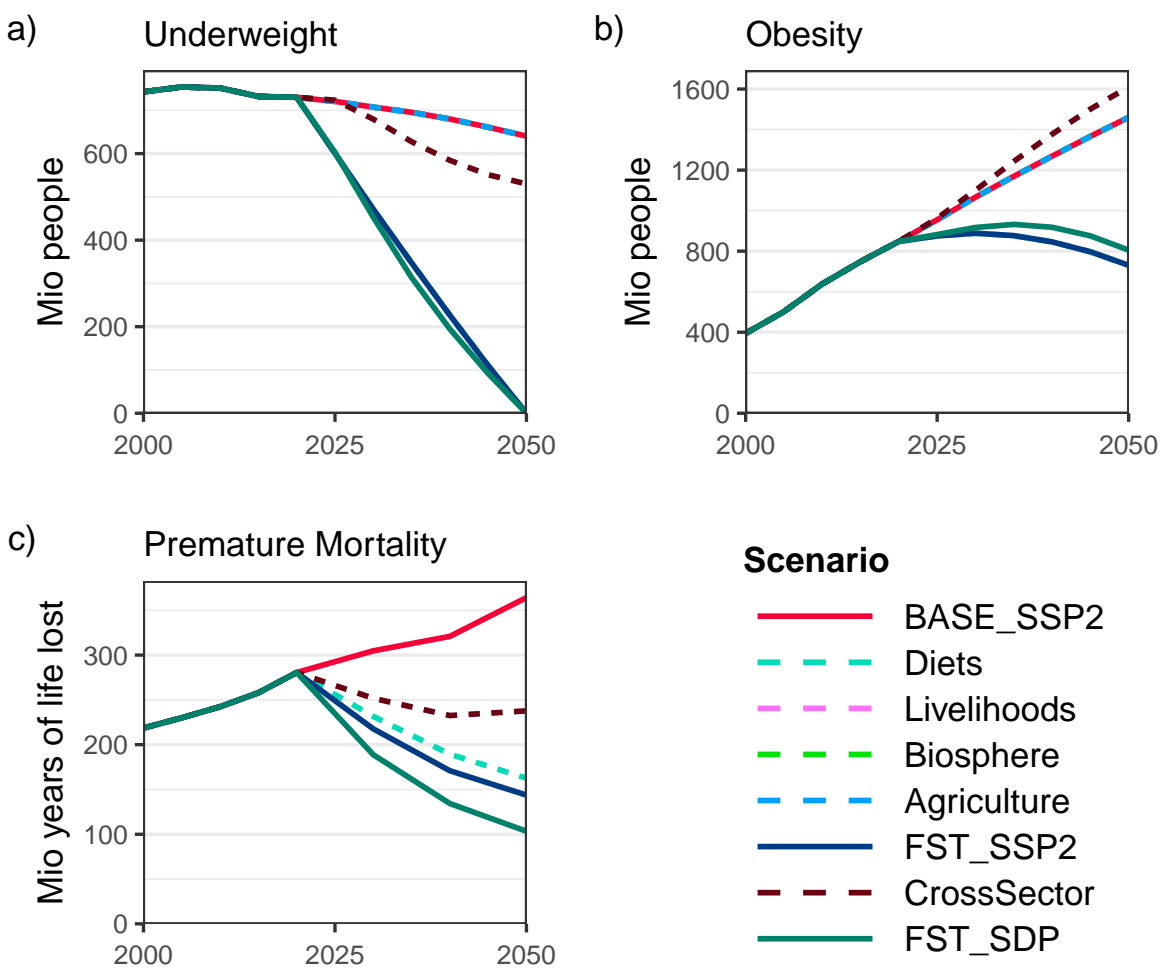 a) Underweight
Mio people
600
400
200
0
2000 2025 2050
b) Obesity
Mio people
1600
1200
800
400
0
2000 2025 2050
c) Premature Mortality
Mio years of life lost
300
200
100
0
2000 2025 2050
Scenario
BASE_SSP2
Diets
Livelihoods
Biosphere
Agriculture
FST_SSP2
CrossSector
FST_SDP